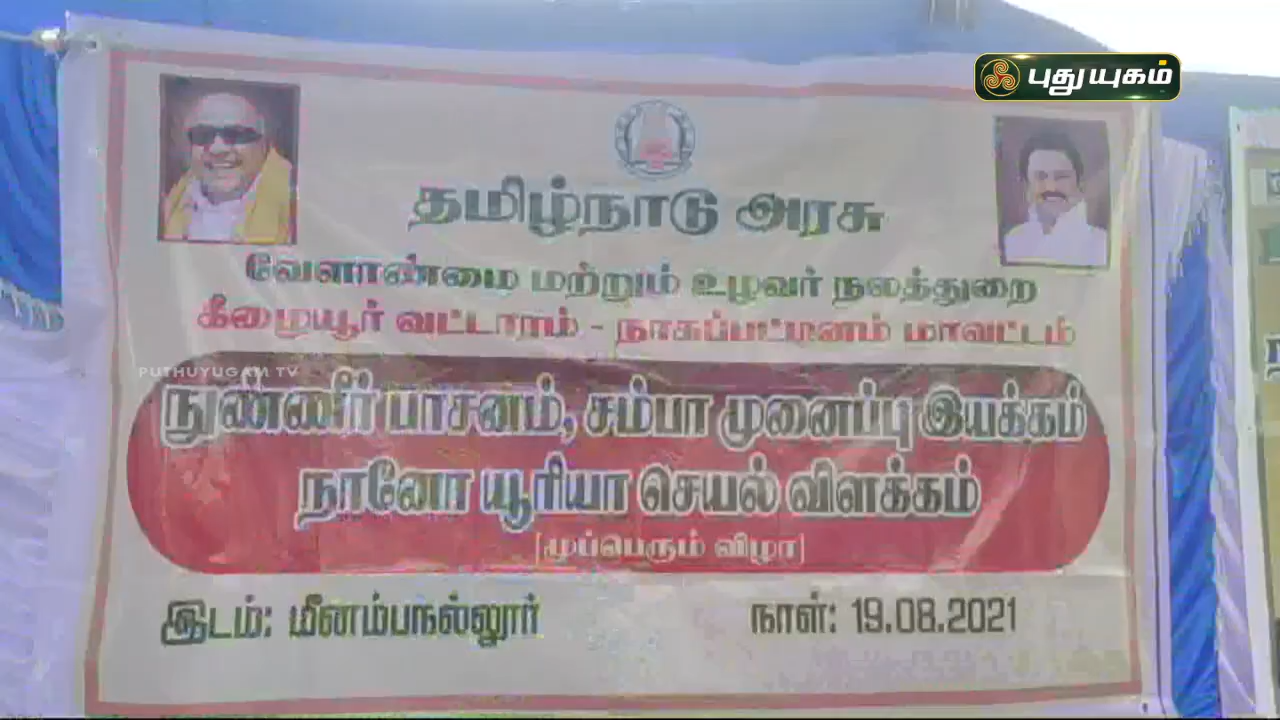 புதுயுகம்
தமிழ்நாடு அரசு
வேளாண்மை மற்றும் உழவர் நலத்துறை
கீழையூர் வட்டாரம் - நாகப்பட்டினம் மாவட்டம்
PUTHUYUGAM TV
நுண்ணீர் பாசனம், சம்பா முனைப்பு இயக்கம்
நானோ யூரியா செயல் விளக்கம்
(முப்பெரும் விழா)
இடம்: மீனம்பநல்லூர்
நாள்: 19.08.2021